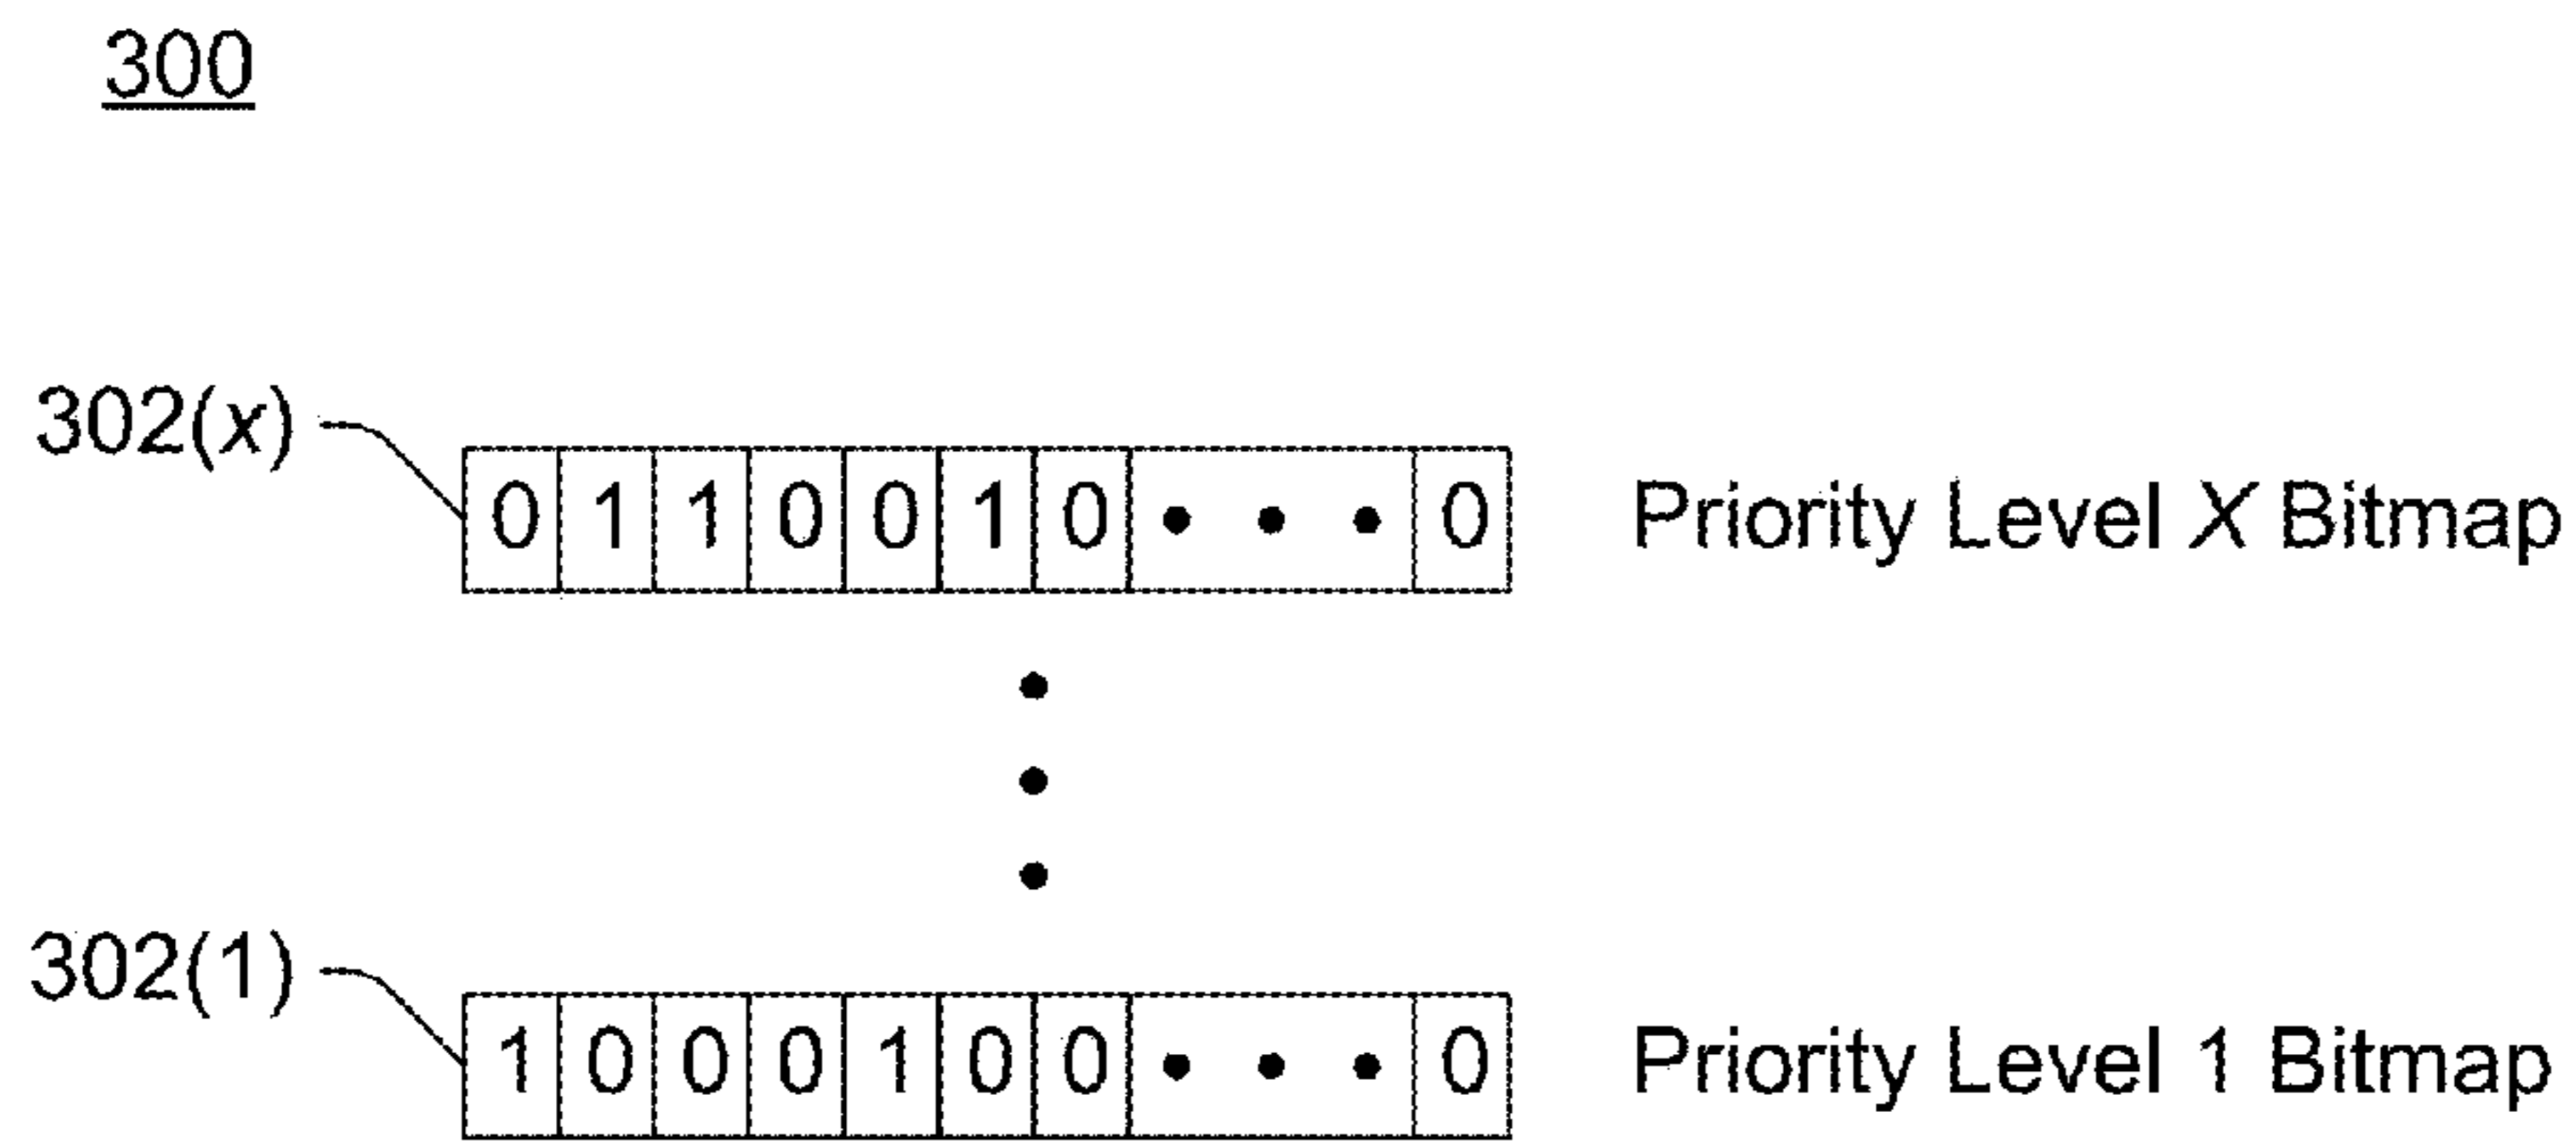 300
302(x)
0 1 1 0 0 1 0 • • • 0 Priority Level X Bitmap
302(1)
1 0 0 0 1 0 0 • • • 0 Priority Level 1 Bitmap